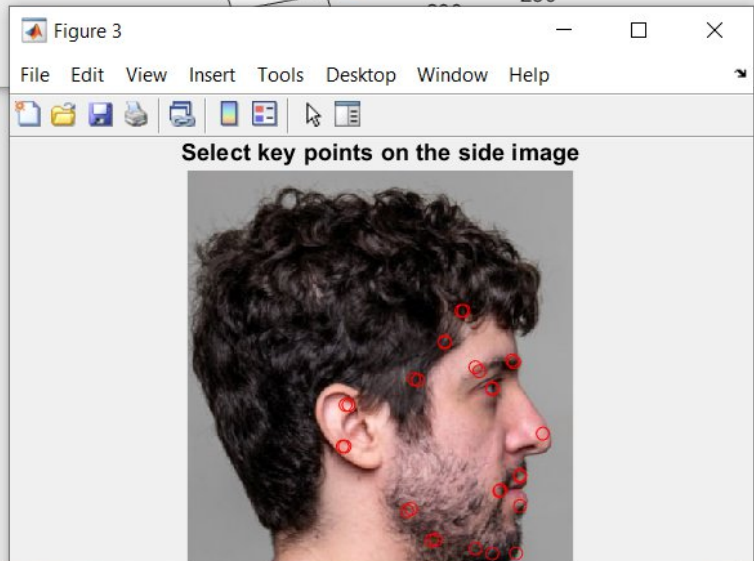 Figure 3
File Edit View Insert Tools Desktop Window Help
Select key points on the side image